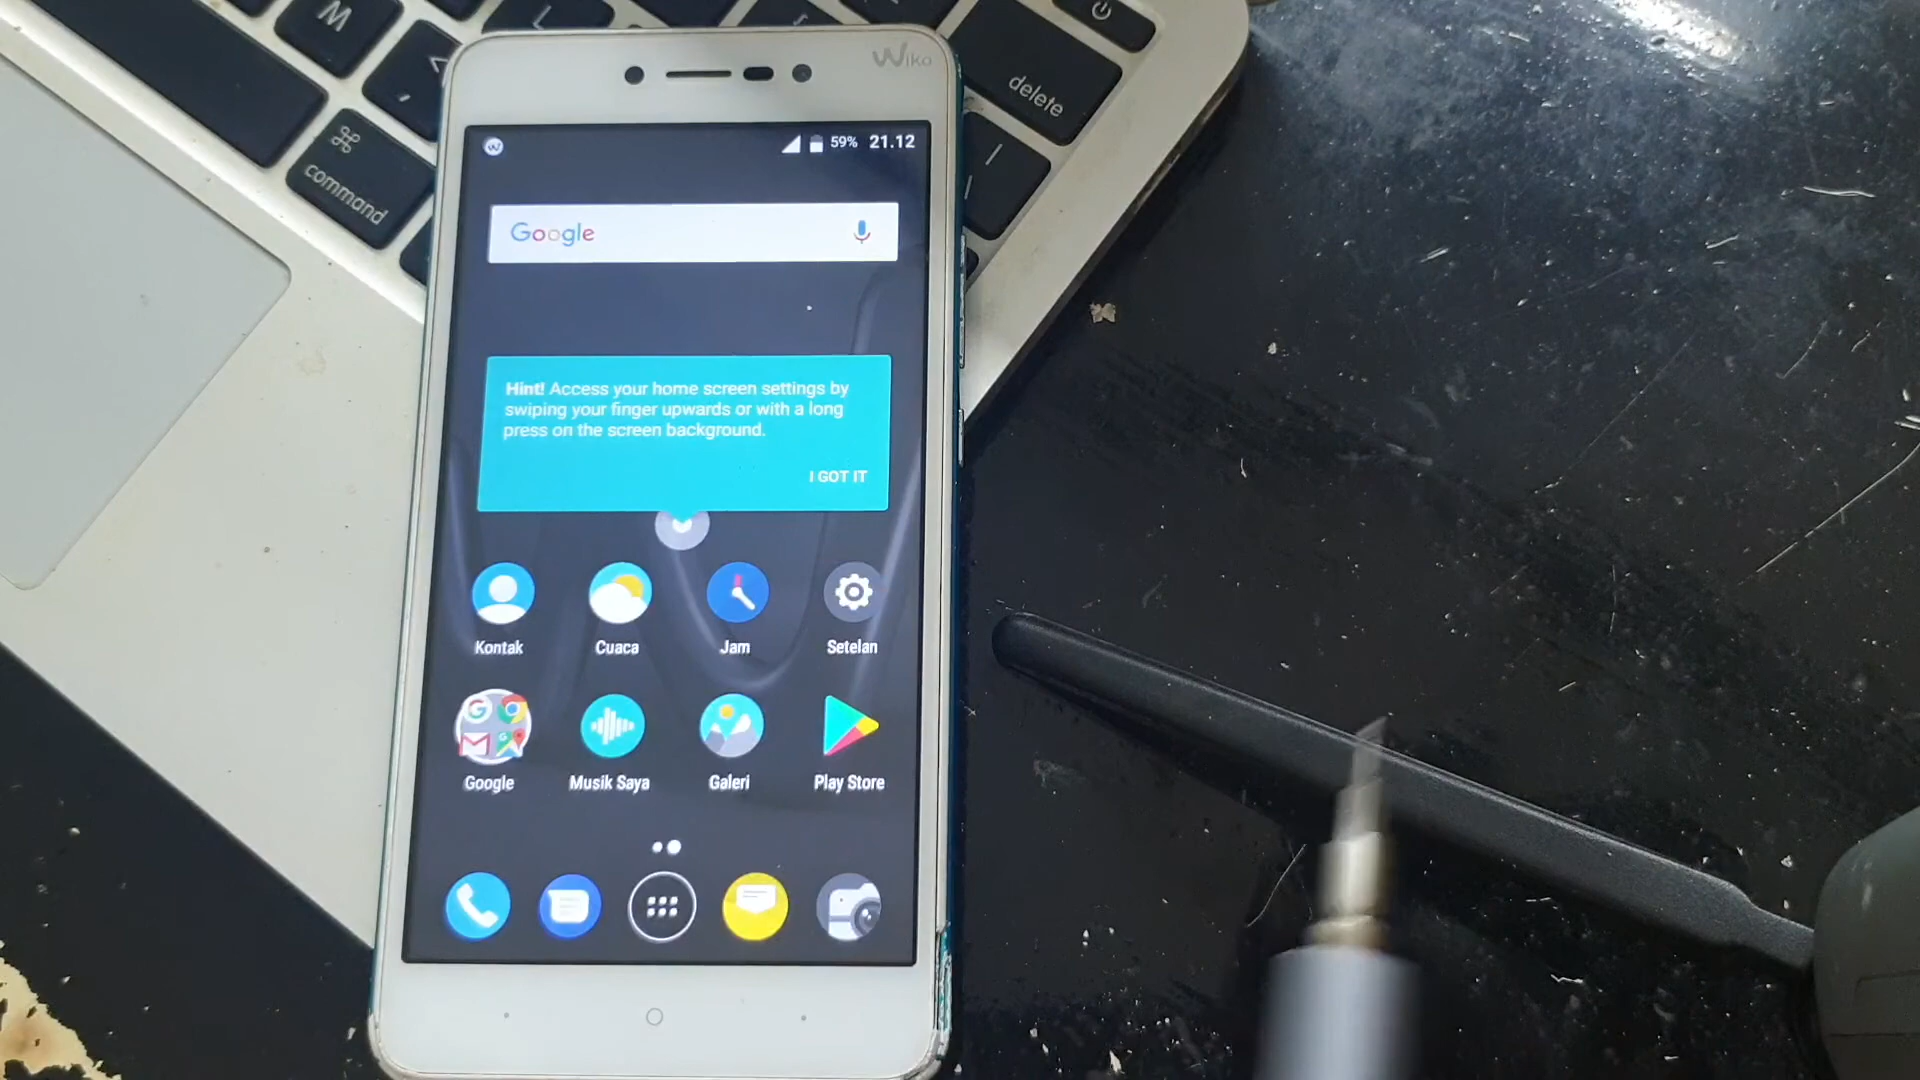 M
L
<
,
⌘
command
delete
Wiko
59% 21.12
Google
Hint! Access your home screen settings by
swiping your finger upwards or with a long
press on the screen background.
I GOT IT
Kontak
Cuaca
Jam
Setelan
Google
Musik Saya
Galeri
Play Store